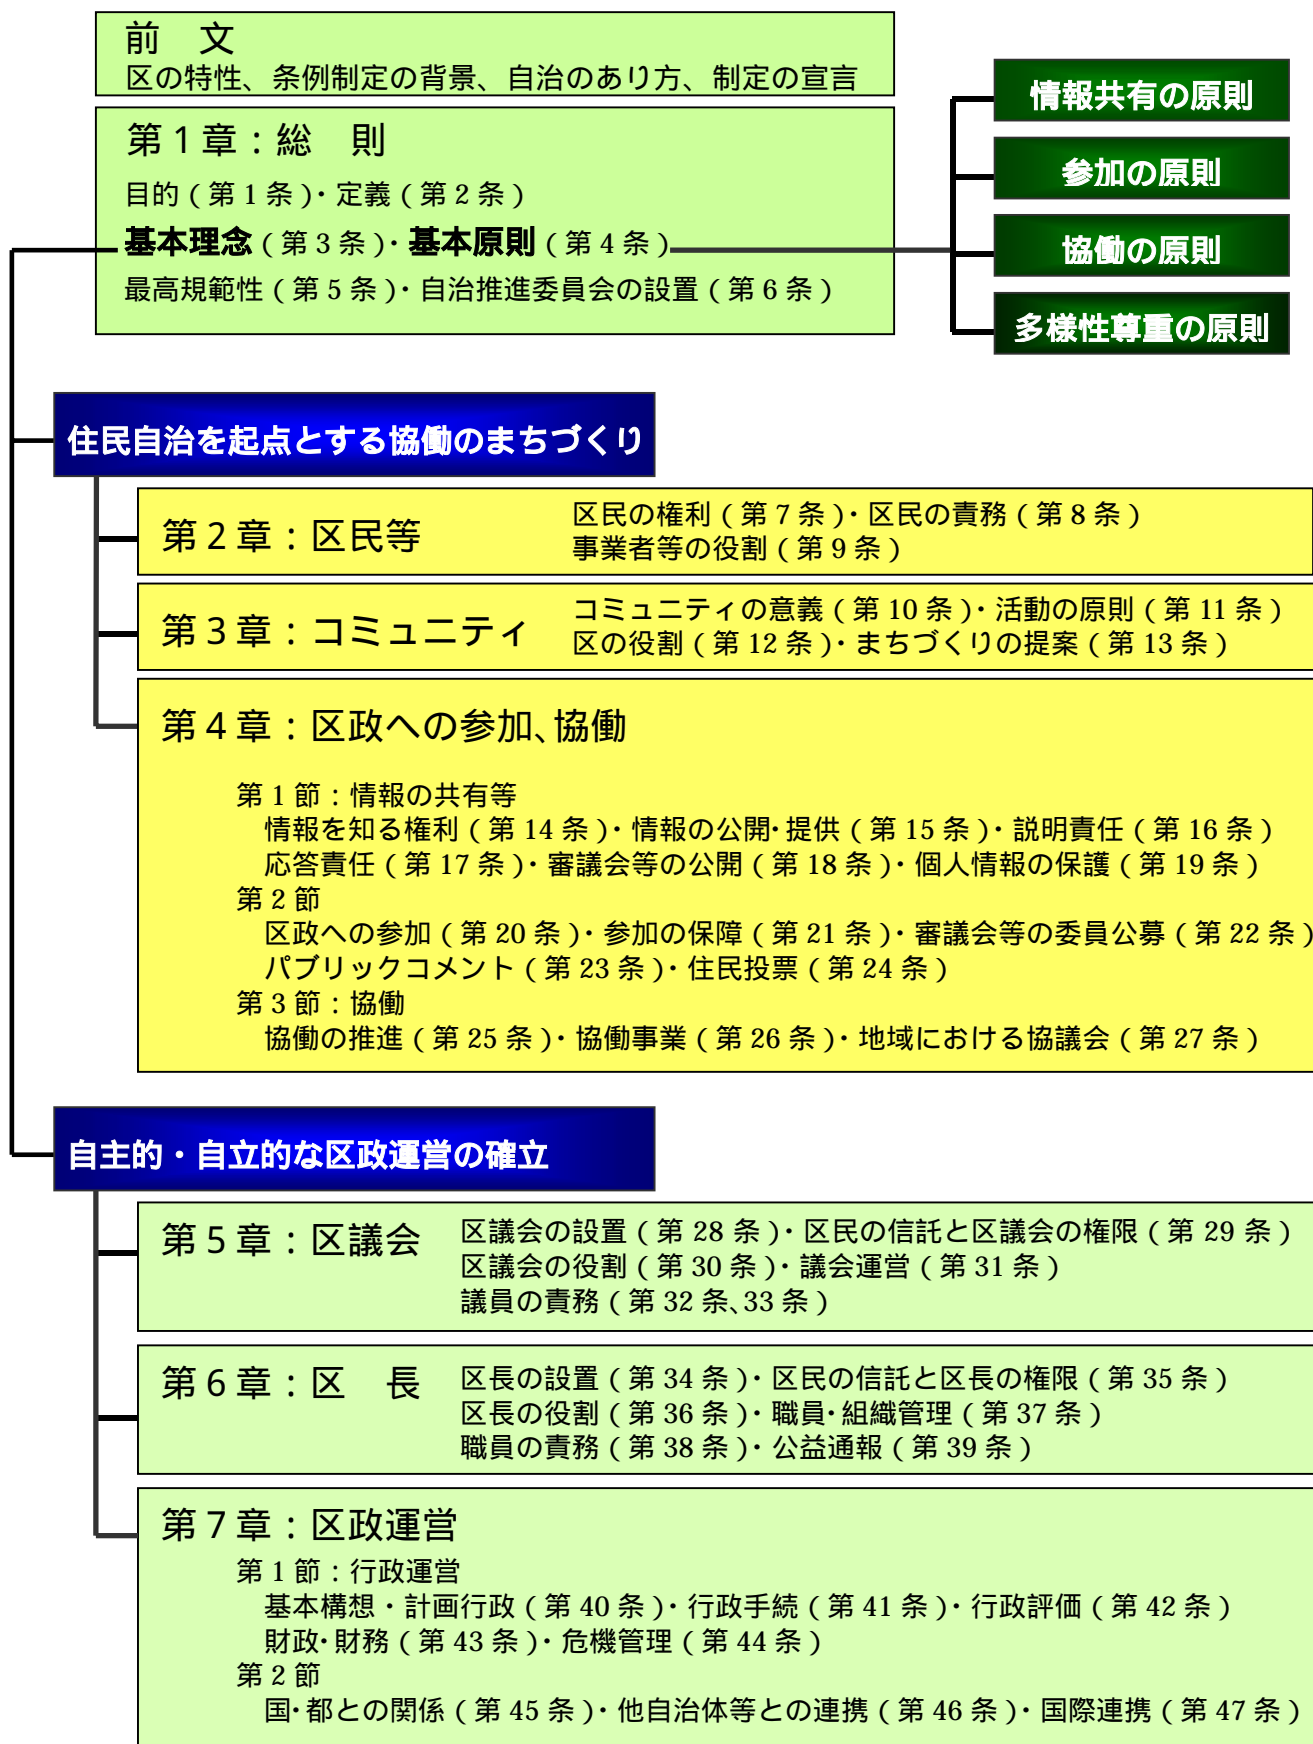 前　文
区の特性、条例制定の背景、自治のあり方、制定の宣言
第1章：総　則
目的（第1条）・定義（第2条）
基本理念（第3条）・基本原則（第4条）
最高規範性（第5条）・自治推進委員会の設置（第6条）
情報共有の原則
参加の原則
協働の原則
多様性尊重の原則
住民自治を起点とする協働のまちづくり
第2章：区民等
区民の権利（第7条）・区民の責務（第8条）
事業者等の役割（第9条）
第3章：コミュニティ
コミュニティの意義（第10条）・活動の原則（第11条）
区の役割（第12条）・まちづくりの提案（第13条）
第4章：区政への参加、協働
第1節：情報の共有等
情報を知る権利（第14条）・情報の公開・提供（第15条）・説明責任（第16条）
応答責任（第17条）・審議会等の公開（第18条）・個人情報の保護（第19条）
第2節
区政への参加（第20条）・参加の保障（第21条）・審議会等の委員公募（第22条）
パブリックコメント（第23条）・住民投票（第24条）
第3節：協働
協働の推進（第25条）・協働事業（第26条）・地域における協議会（第27条）
自主的・自立的な区政運営の確立
第5章：区議会
区議会の設置（第28条）・区民の信託と区議会の権限（第29条）
区議会の役割（第30条）・議会運営（第31条）
議員の責務（第32条、33条）
第6章：区　長
区長の設置（第34条）・区民の信託と区長の権限（第35条）
区長の役割（第36条）・職員・組織管理（第37条）
職員の責務（第38条）・公益通報（第39条）
第7章：区政運営
第1節：行政運営
基本構想・計画行政（第40条）・行政手続（第41条）・行政評価（第42条）
財政・財務（第43条）・危機管理（第44条）
第2節
国・都との関係（第45条）・他自治体等との連携（第46条）・国際連携（第47条）